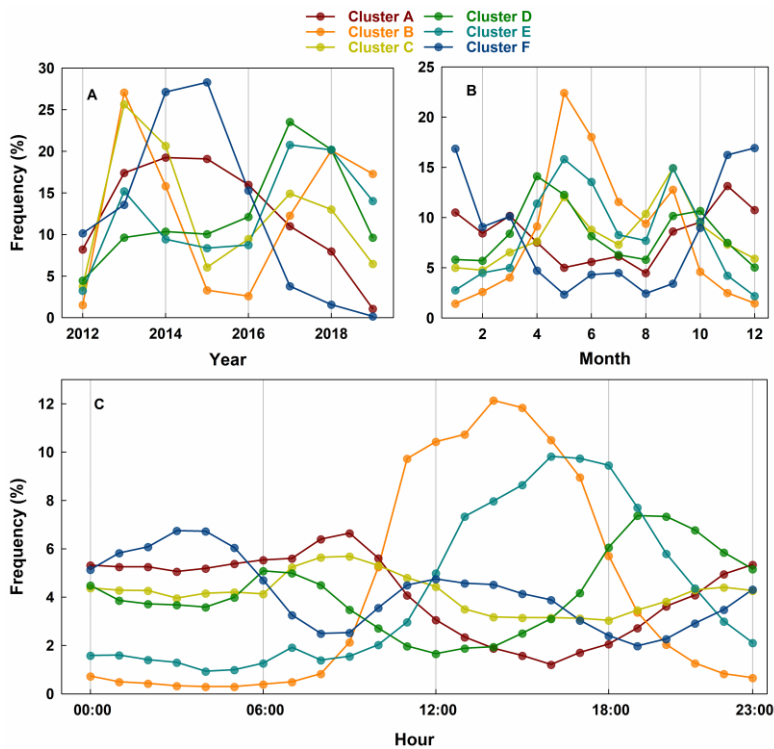 Cluster A Cluster D
Cluster B Cluster E
Cluster C Cluster F
A
30
25
20
15
10
5
0
Frequency (%)
2012 2014 2016 2018
Year
B
25
20
15
10
5
0
2 4 6 8 10 12
Month
C
12
10
8
6
4
2
0
Frequency (%)
00:00 06:00 12:00 18:00 23:00
Hour